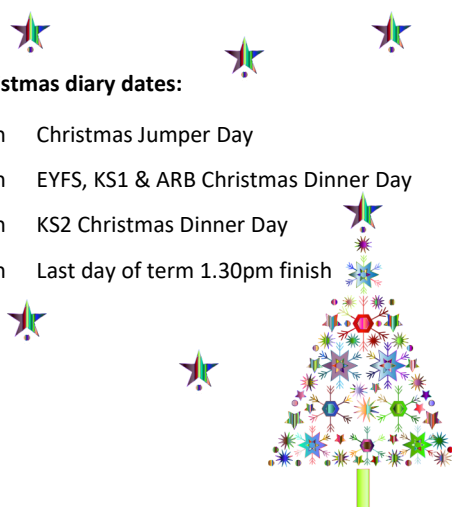 stmas diary dates:
Christmas Jumper Day
EYFS, KS1 & ARB Christmas Dinner Day
KS2 Christmas Dinner Day
Last day of term 1.30pm finish